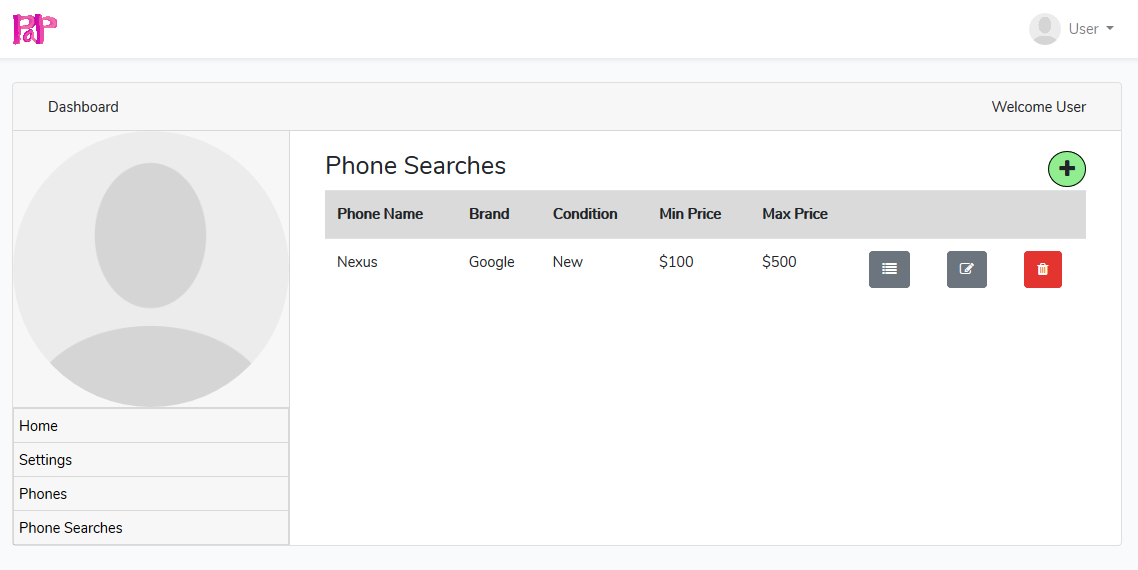 PaP
User
Dashboard
Welcome User
Phone Searches
Phone Name Brand Condition Min Price Max Price
Nexus Google New $100 $500
Home
Settings
Phones
Phone Searches